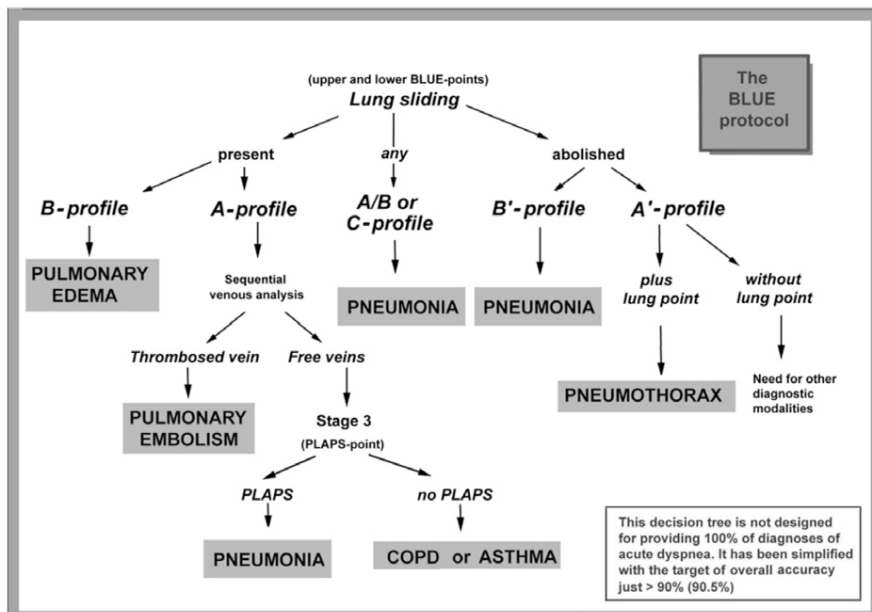 (upper and lower BLUE-points)
Lung sliding
The
BLUE
protocol
present
any
abolished
B-profile
A-profile
A/B or
C-profile
B'-profile
A'-profile
PULMONARY
EDEMA
Sequential
venous analysis
PNEUMONIA
PNEUMONIA
plus
lung point
without
lung point
Thrombosed vein
Free veins
PNEUMOTHORAX
Need for other
diagnostic
modalities
PULMONARY
EMBOLISM
Stage 3
(PLAPS-point)
PLAPS
no PLAPS
PNEUMONIA
COPD or ASTHMA
This decision tree is not designed
for providing 100% of diagnoses of
acute dyspnea. It has been simplified
with the target of overall accuracy
just > 90% (90.5%)